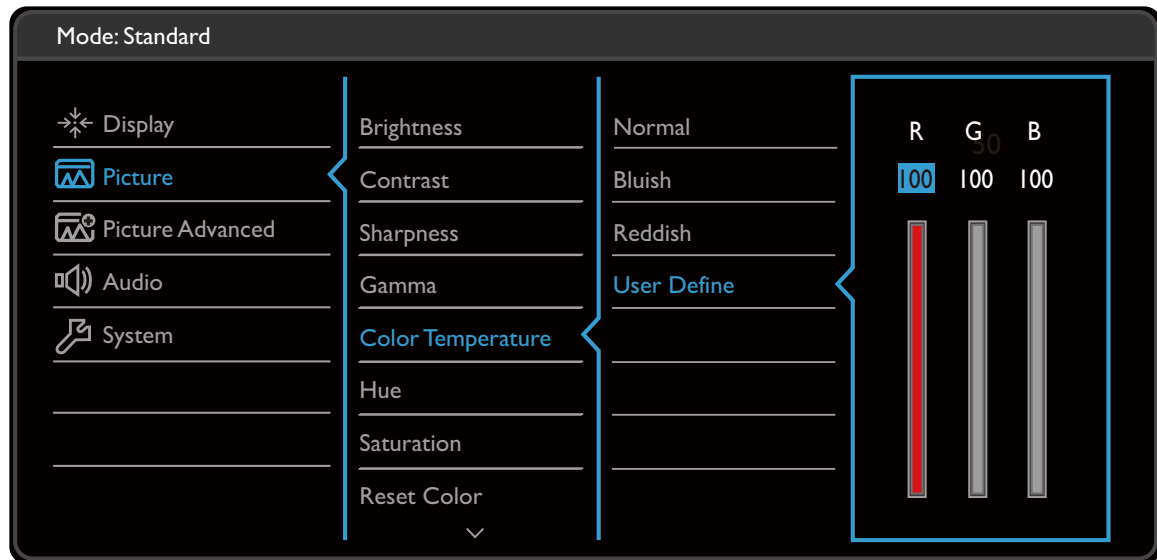 Mode: Standard
Display
Picture
Picture Advanced
Audio
System
Brightness
Contrast
Sharpness
Gamma
Color Temperature
Hue
Saturation
Reset Color
Normal
Bluish
Reddish
User Define
R G B
50
100 100 100